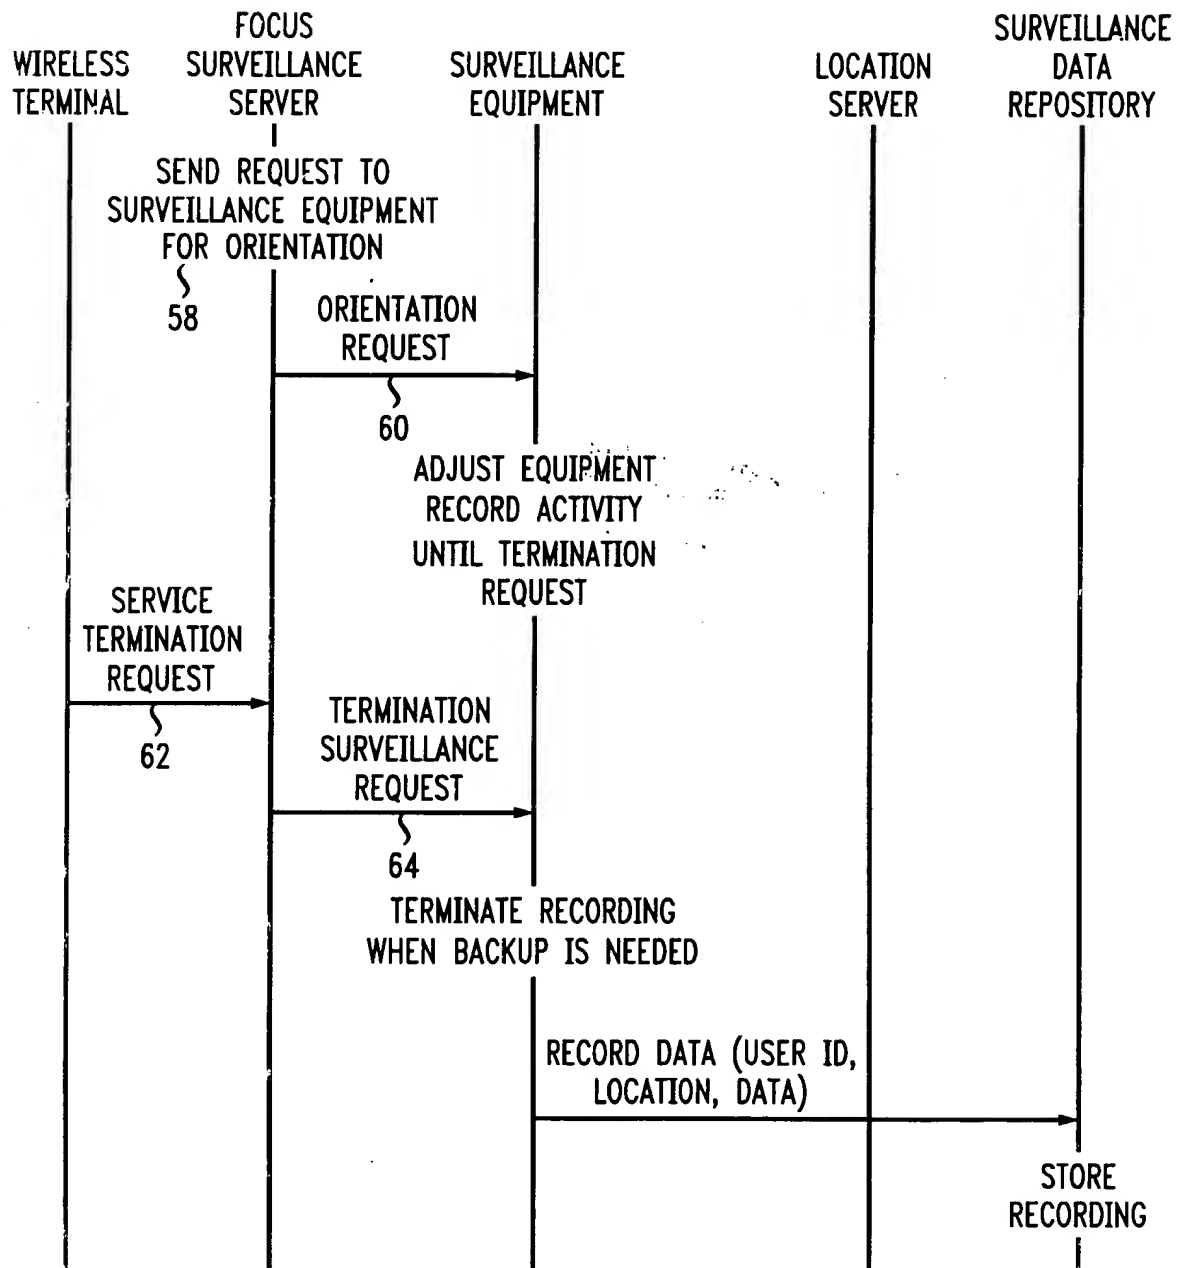 WIRELESS
TERMINAL
FOCUS
SURVEILLANCE
SERVER
SURVEILLANCE
EQUIPMENT
LOCATION
SERVER
SURVEILLANCE
DATA
REPOSITORY
SEND REQUEST TO
SURVEILLANCE EQUIPMENT
FOR ORIENTATION
58
ORIENTATION
REQUEST
60
ADJUST EQUIPMENT
RECORD ACTIVITY
UNTIL TERMINATION
REQUEST
SERVICE
TERMINATION
REQUEST
62
TERMINATION
SURVEILLANCE
REQUEST
64
TERMINATE RECORDING
WHEN BACKUP IS NEEDED
RECORD DATA (USER ID,
LOCATION, DATA)
STORE
RECORDING